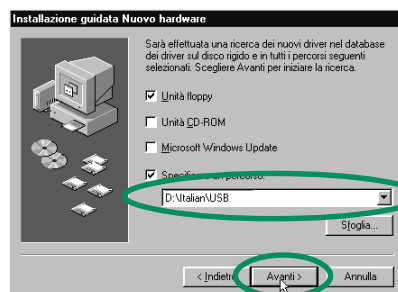 Installazione guidata Nuovo hardware
Sarà effettuata una ricerca dei nuovi driver nel database
dei driver sul disco rigido e in tutti i percorsi seguenti
selezionati. Scegliere Avanti per iniziare la ricerca.
Unità floppy
Unità CD-ROM
Microsoft Windows Update
percorso:
D:\Italian\USB
Sfoglia...
< Indietro Avanti > Annulla